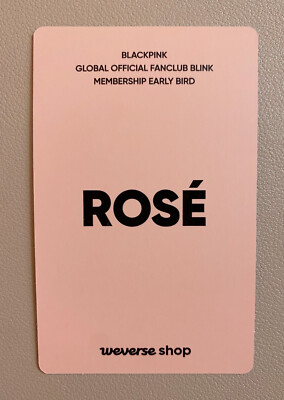 BLACKPINK
GLOBAL OFFICIAL FANCLUB BLINK
MEMBERSHIP EARLY BIRD
ROSÉ
weverse shop